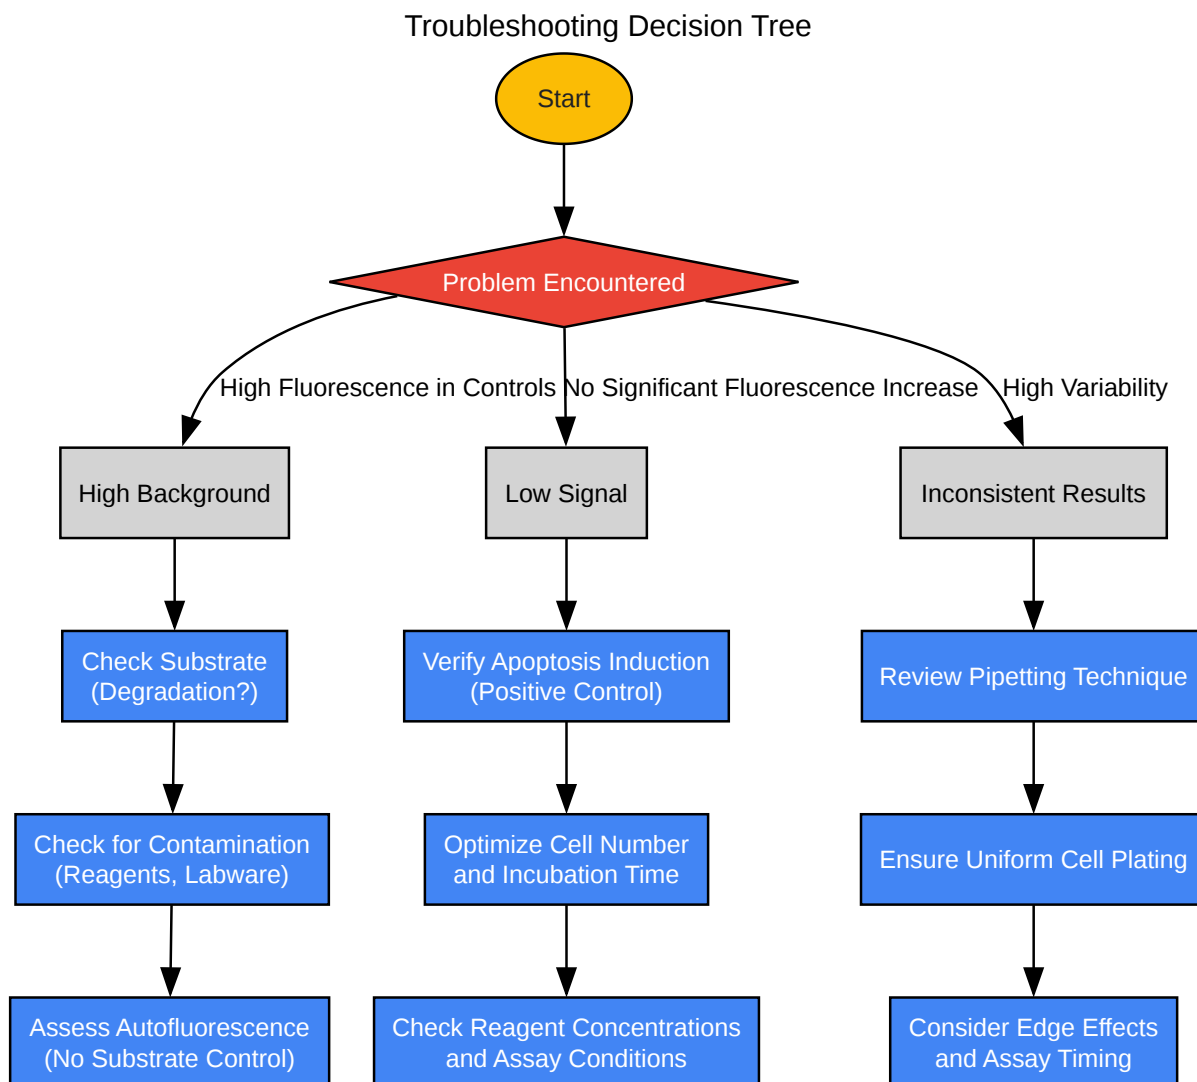 Troubleshooting Decision Tree
Start
Problem Encountered
High Fluorescence in Controls
No Significant Fluorescence Increase
High Variability
High Background
Low Signal
Inconsistent Results
Check Substrate
(Degradation?)
Verify Apoptosis Induction
(Positive Control)
Review Pipetting Technique
Check for Contamination
(Reagents, Labware)
Optimize Cell Number
and Incubation Time
Ensure Uniform Cell Plating
Assess Autofluorescence
(No Substrate Control)
Check Reagent Concentrations
and Assay Conditions
Consider Edge Effects
and Assay Timing